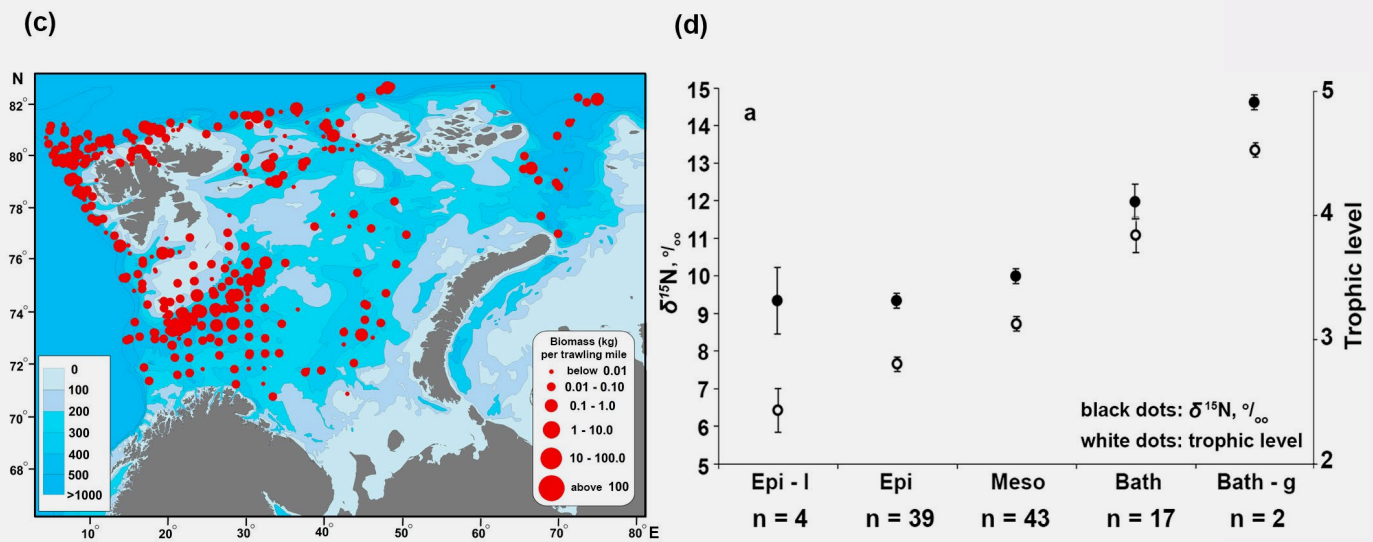 (c)
N
82°
80°
78°
76°
74°
72°
70°
68°
0
100
200
300
400
500
>1000
Biomass (kg)
per trawling mile
below 0.01
0.01 - 0.10
0.1 - 1.0
1 - 10.0
10 - 100.0
above 100
10° 20° 30° 40° 50° 60° 70° 80° E
(d)
a
15
14
13
12
11
10
9
8
7
6
5
δ¹⁵N, °/₀₀
5
4
3
2
Trophic level
black dots: δ¹⁵N, °/₀₀
white dots: trophic level
Epi - l Epi Meso Bath Bath - g
n = 4 n = 39 n = 43 n = 17 n = 2